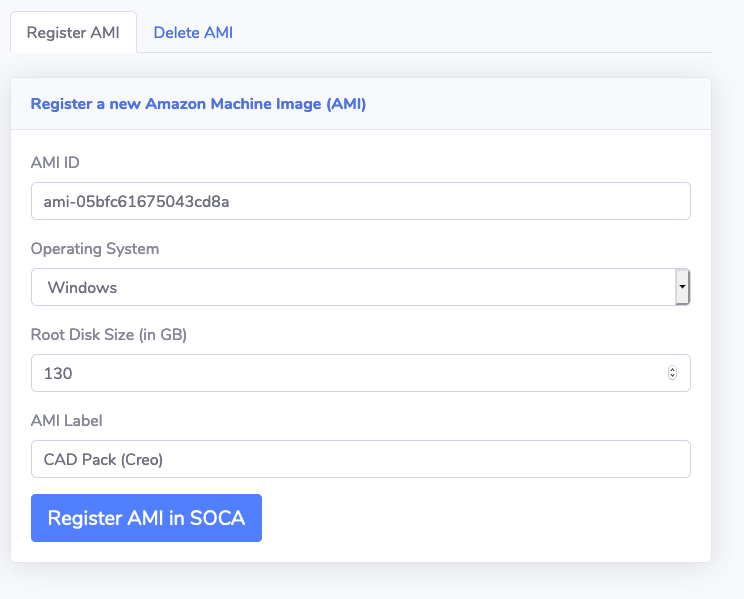 Register AMI Delete AMI
Register a new Amazon Machine Image (AMI)
AMI ID
ami-05bfc61675043cd8a
Operating System
Windows
Root Disk Size (in GB)
130
AMI Label
CAD Pack (Creo)
Register AMI in SOCA